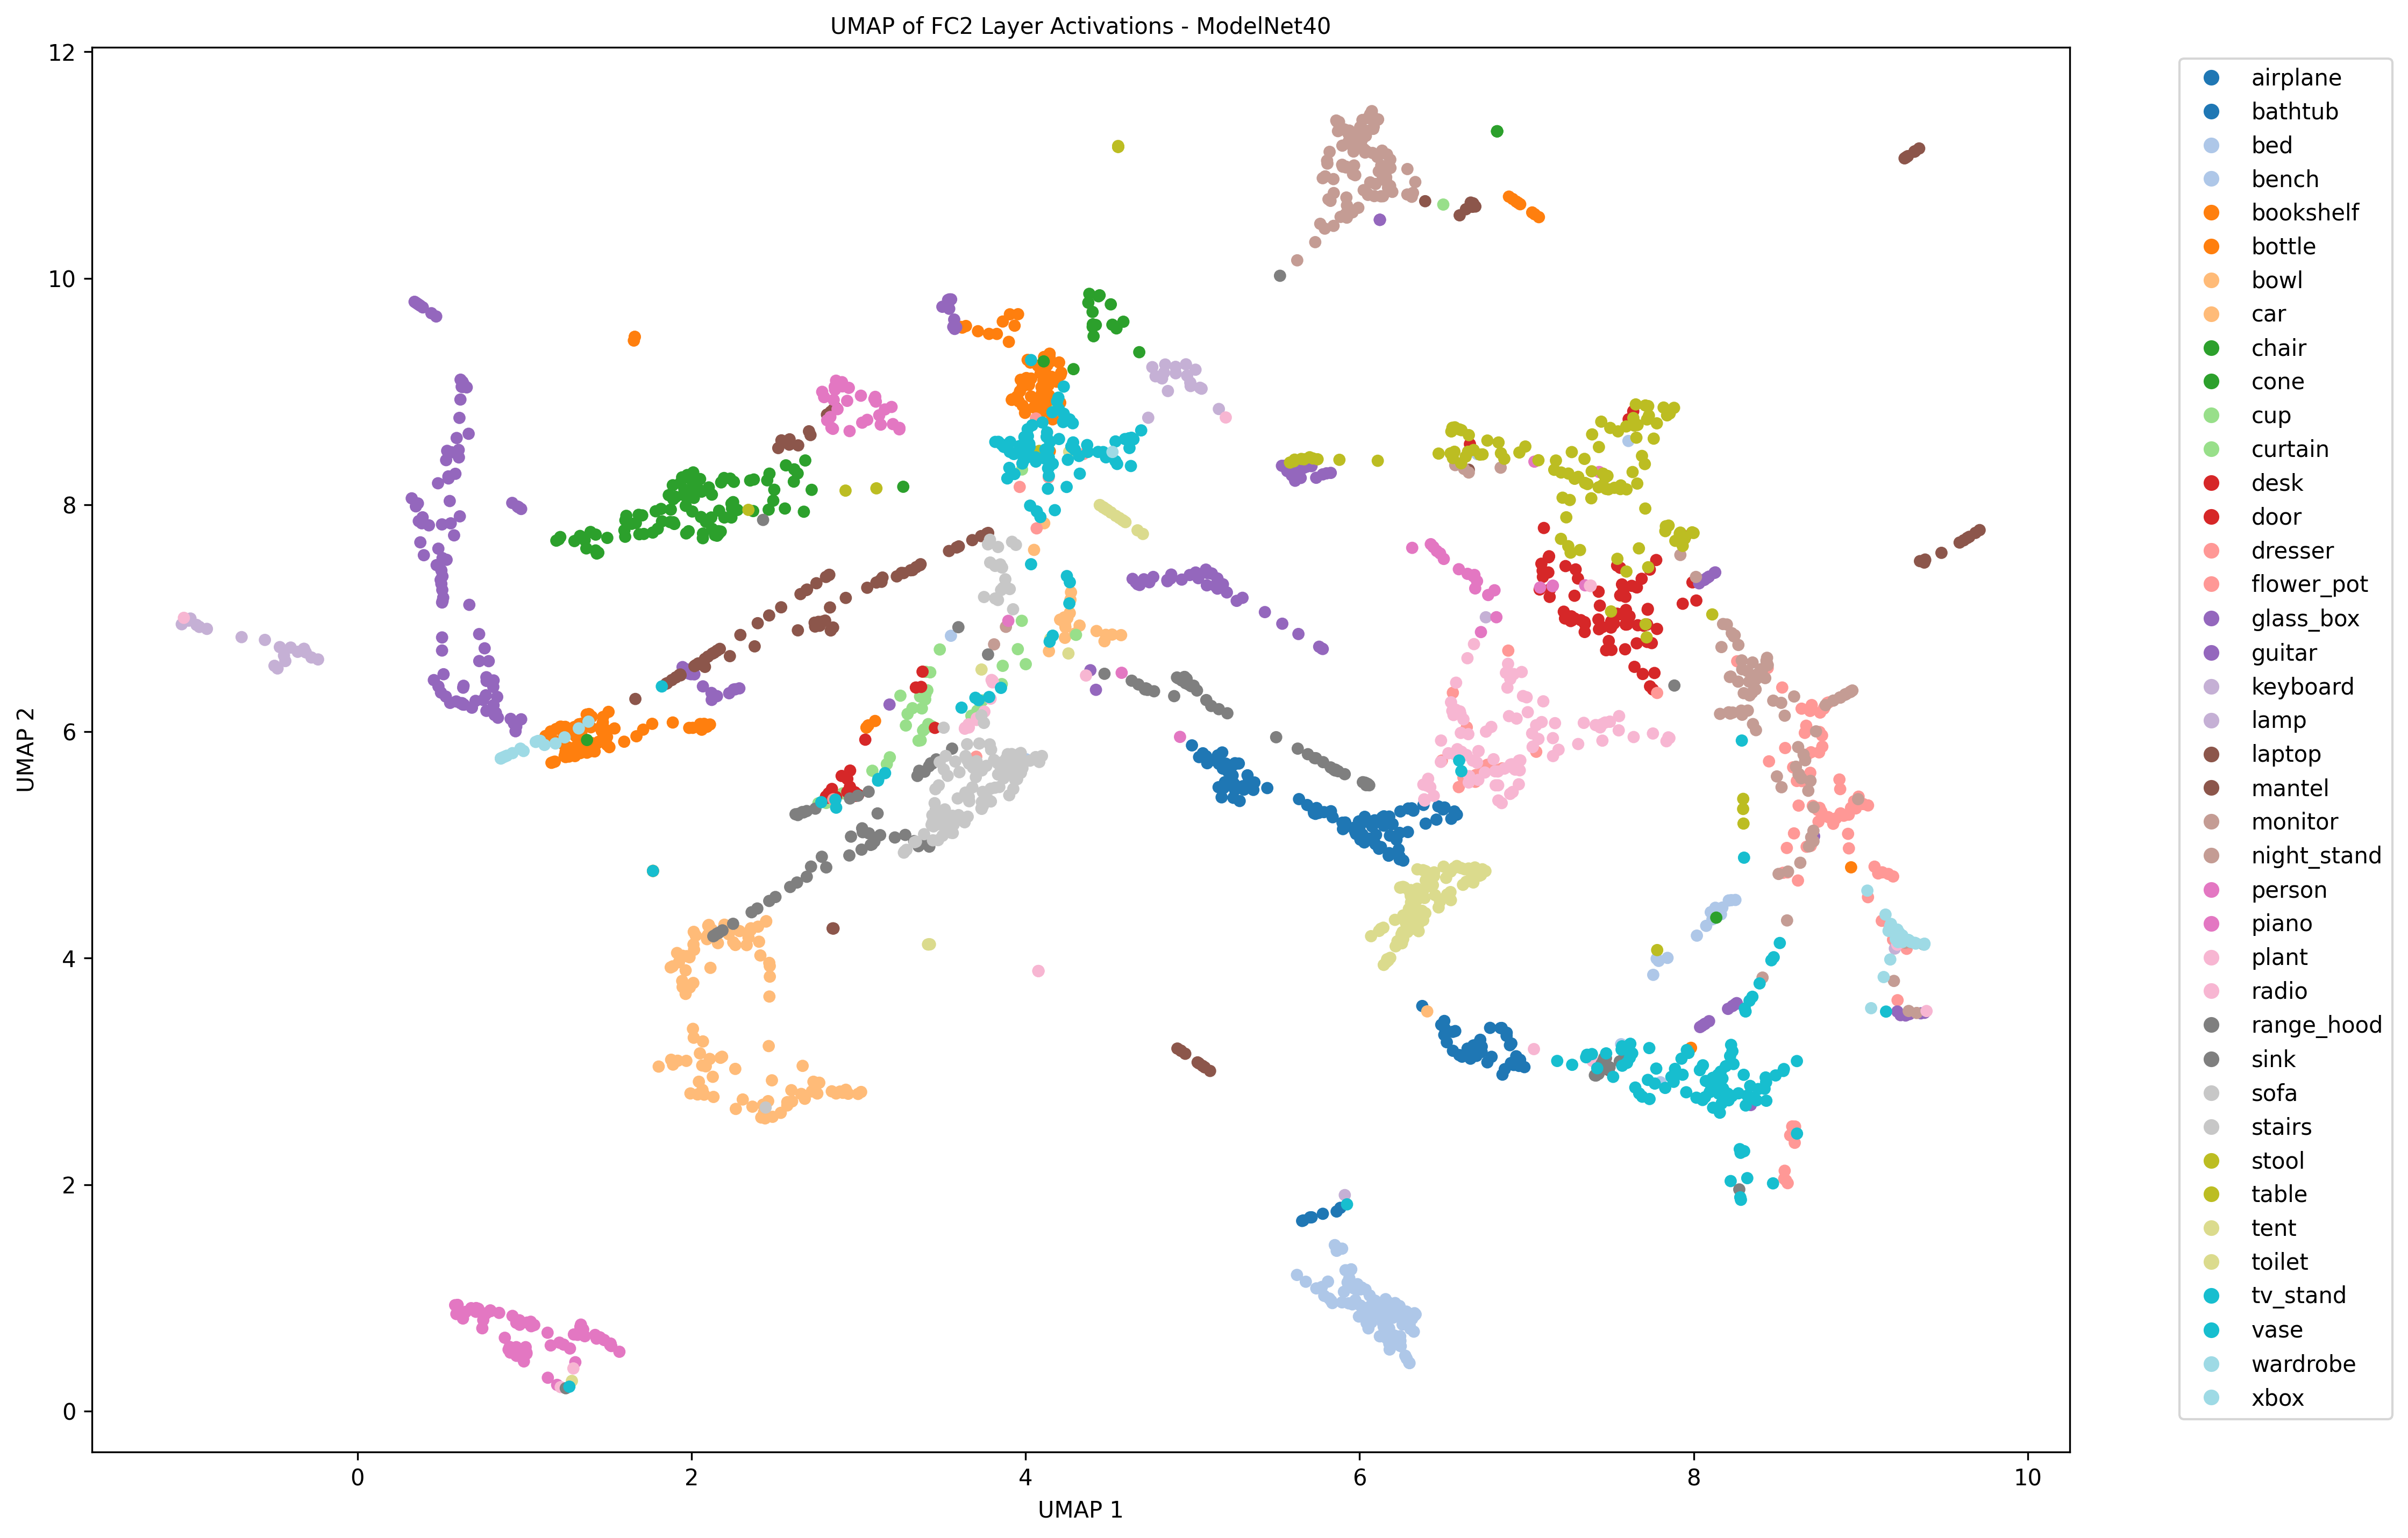 UMAP of FC2 Layer Activations - ModelNet40
12
10
8
6
4
2
0
UMAP 2
0
2
4
6
8
10
UMAP 1
airplane
bathtub
bed
bench
bookshelf
bottle
bowl
car
chair
cone
cup
curtain
desk
door
dresser
flower_pot
glass_box
guitar
keyboard
lamp
laptop
mantel
monitor
night_stand
person
piano
plant
radio
range_hood
sink
sofa
stairs
stool
table
tent
toilet
tv_stand
vase
wardrobe
xbox